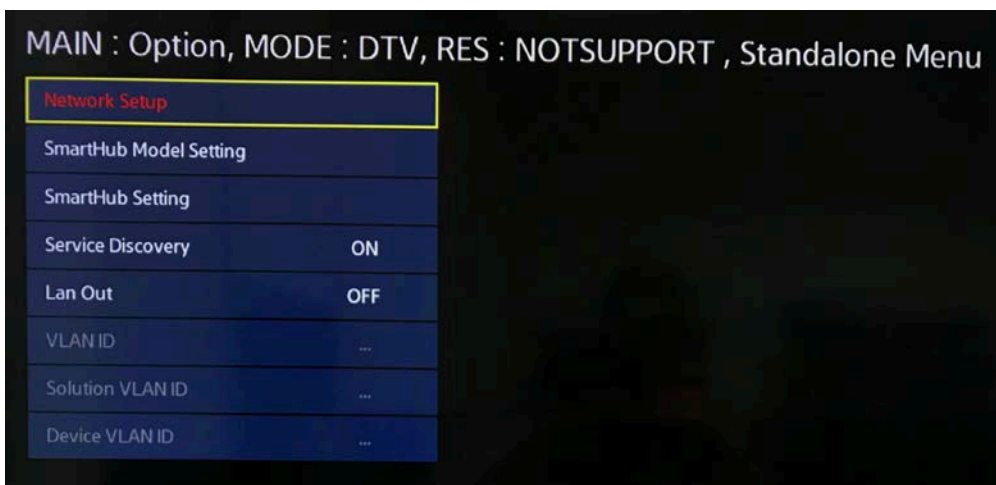 MAIN : Option, MODE : DTV, RES : NOTSUPPORT , Standalone Menu
Network Setup
SmartHub Model Setting
SmartHub Setting
Service Discovery ON
Lan Out OFF
VLAN ID ...
Solution VLAN ID ...
Device VLAN ID ...